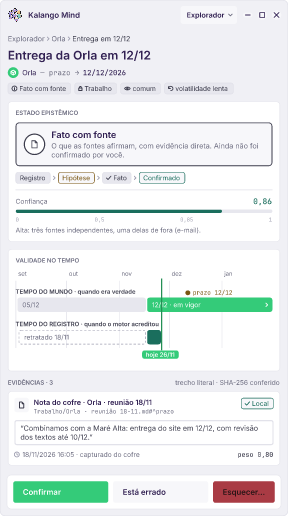 Kalango Mind
Explorador
Explorador › Orla › Entrega em 12/12
Entrega da Orla em 12/12
Orla — prazo → 12/12/2026
Fato com fonte
Trabalho
comum
volatilidade lenta
ESTADO EPISTÊMICO
Fato com fonte
O que as fontes afirmam, com evidência direta. Ainda não foi
confirmado por você.
Registro › Hipótese › Fato › Confirmado
Confiança 0,86
0 0,5 0,85 1
Alta: três fontes independentes, uma delas de fora (e-mail).
VALIDADE NO TEMPO
set out nov dez jan
TEMPO DO MUNDO · quando era verdade
prazo 12/12
05/12
12/12 · em vigor
TEMPO DO REGISTRO · quando o motor acreditou
retratado 18/11
hoje 26/11
EVIDÊNCIAS · 3 trecho literal · SHA-256 conferido
Nota do cofre · Orla · reunião 18/11
Local
Trabalho/Orla - reunião 18-11.md#^prazo
"Combinamos com a Maré Alta: entrega do site em 12/12, com revisão
dos textos até 10/12."
18/11/2026 16:05 · capturado do cofre peso 0,80
Confirmar
Está errado
Esquecer...